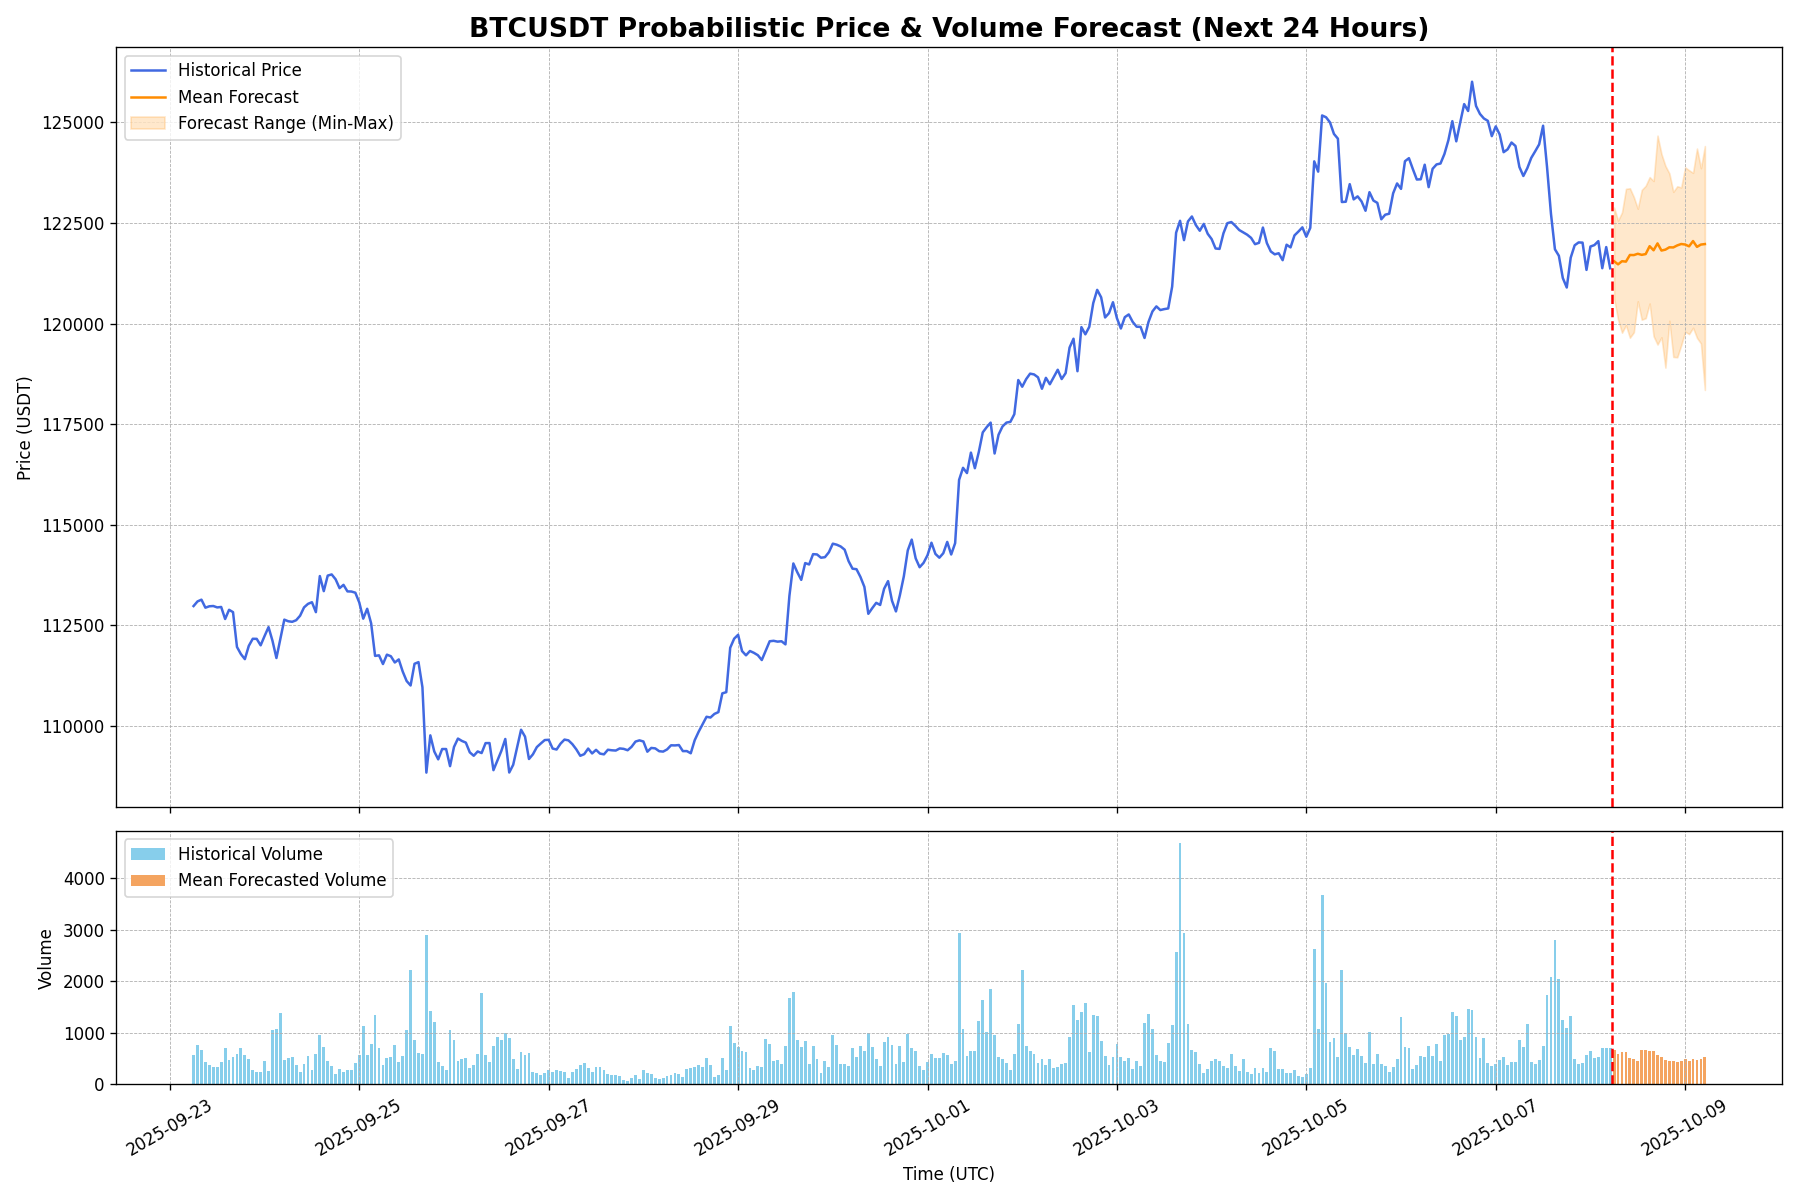 BTCUSDT Probabilistic Price & Volume Forecast (Next 24 Hours)
Historical Price
Mean Forecast
Forecast Range (Min-Max)
125000
122500
120000
117500
115000
112500
110000
Price (USDT)
Historical Volume
Mean Forecasted Volume
4000
3000
2000
1000
0
Volume
2025-09-23
2025-09-25
2025-09-27
2025-09-29
2025-10-01
2025-10-03
2025-10-05
2025-10-07
2025-10-09
Time (UTC)